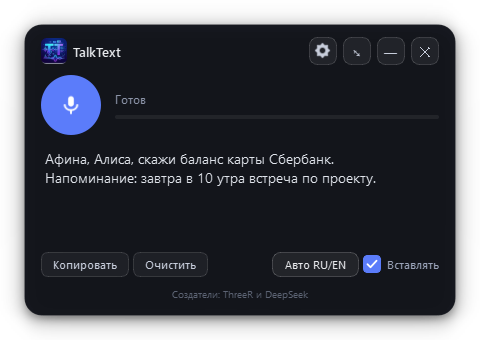 TalkText
Готов
Афина, Алиса, скажи баланс карты Сбербанк.
Напоминание: завтра в 10 утра встреча по проекту.
Копировать
Очистить
Авто RU/EN
Вставлять
Создатели: ThreeR и DeepSeek